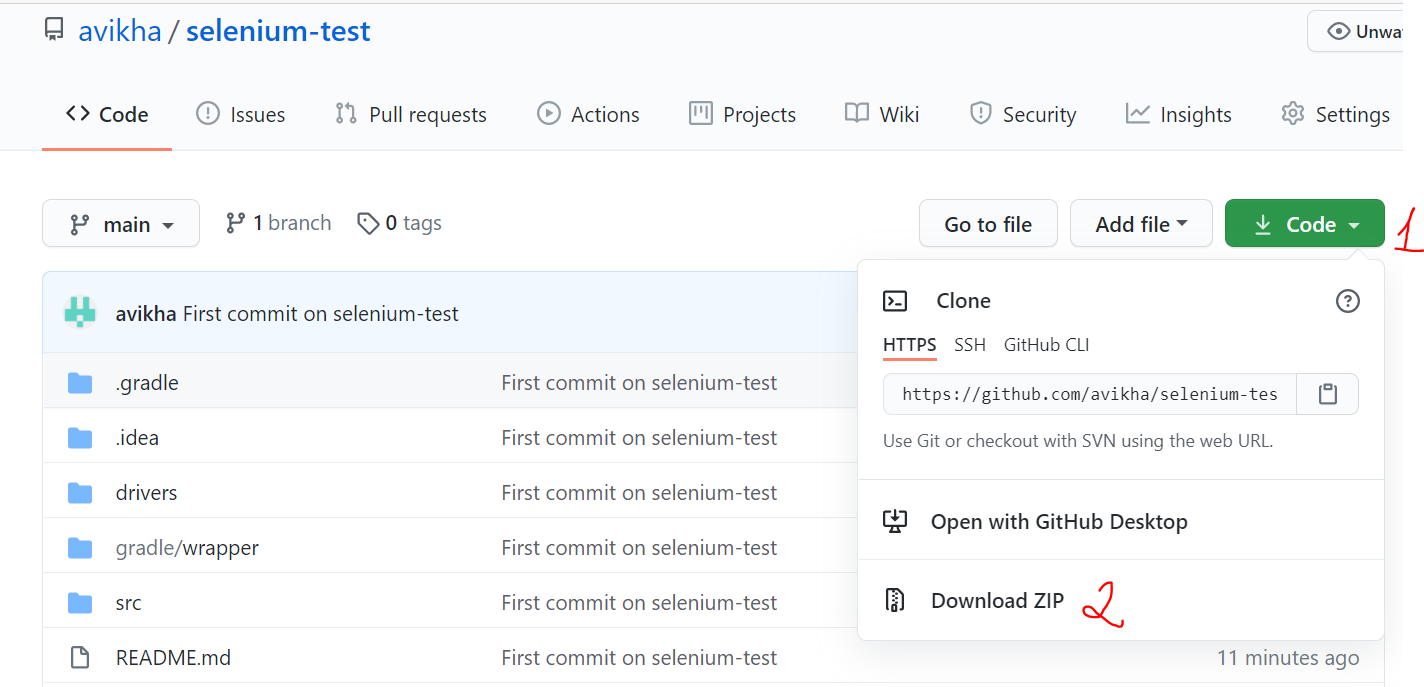 avikha / selenium-test
Unwa
Code Issues Pull requests Actions Projects Wiki Security Insights Settings
main 1 branch 0 tags Go to file Add file Code 1
avikha First commit on selenium-test
.gradle First commit on selenium-test
.idea First commit on selenium-test
drivers First commit on selenium-test
gradle/wrapper First commit on selenium-test
src First commit on selenium-test
README.md First commit on selenium-test 11 minutes ago
Clone
HTTPS SSH GitHub CLI
https://github.com/avikha/selenium-tes
Use Git or checkout with SVN using the web URL.
Open with GitHub Desktop
Download ZIP 2